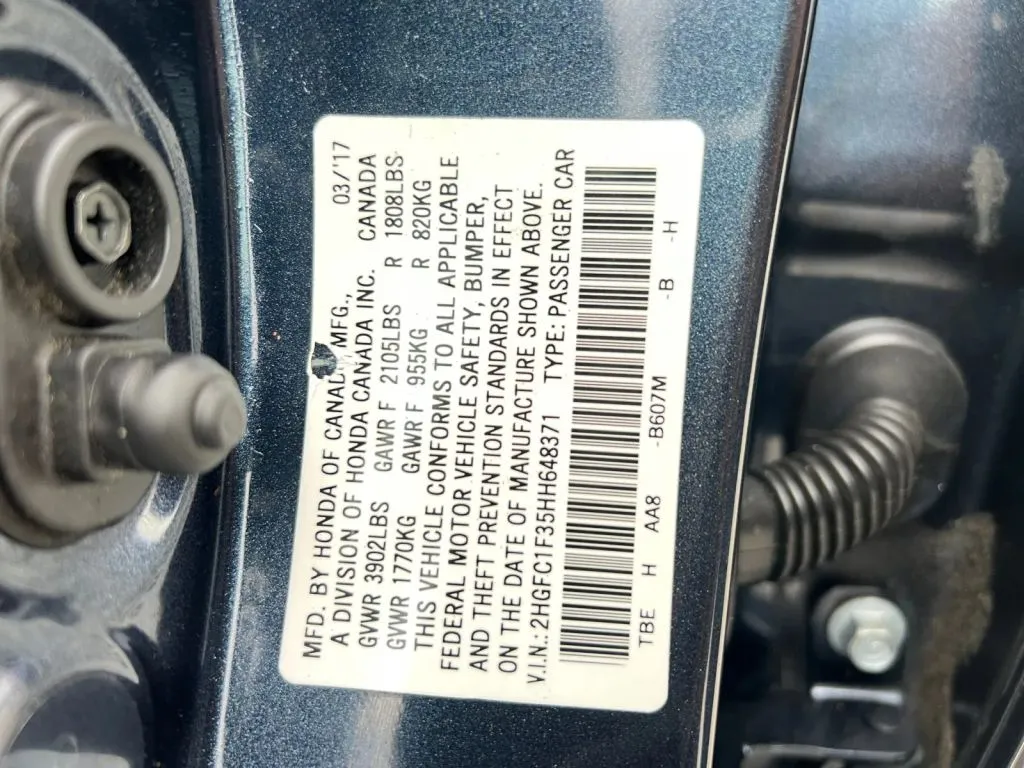 MFD. BY HONDA OF CANADA MFG., 03/'17
A DIVISION OF HONDA CANADA INC. CANADA
GVWR 3902LBS GAWR F 2105LBS R 1808LBS
GVWR 1770KG GAWR F 955KG R 820KG
THIS VEHICLE CONFORMS TO ALL APPLICABLE
FEDERAL MOTOR VEHICLE SAFETY, BUMPER,
AND THEFT PREVENTION STANDARDS IN EFFECT
ON THE DATE OF MANUFACTURE SHOWN ABOVE.
V.I.N.: 2HGFC1F35HH648371 TYPE: PASSENGER CAR
TBE H AA8 -B607M -B -H